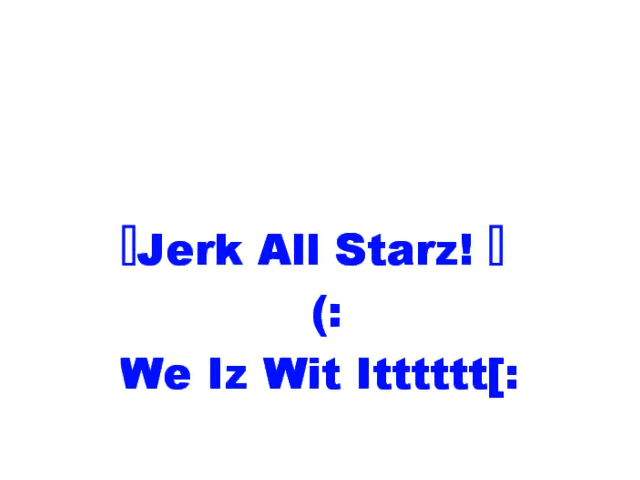 ▯Jerk All Starz! ▯
(:
We Iz Wit Itttttt[: